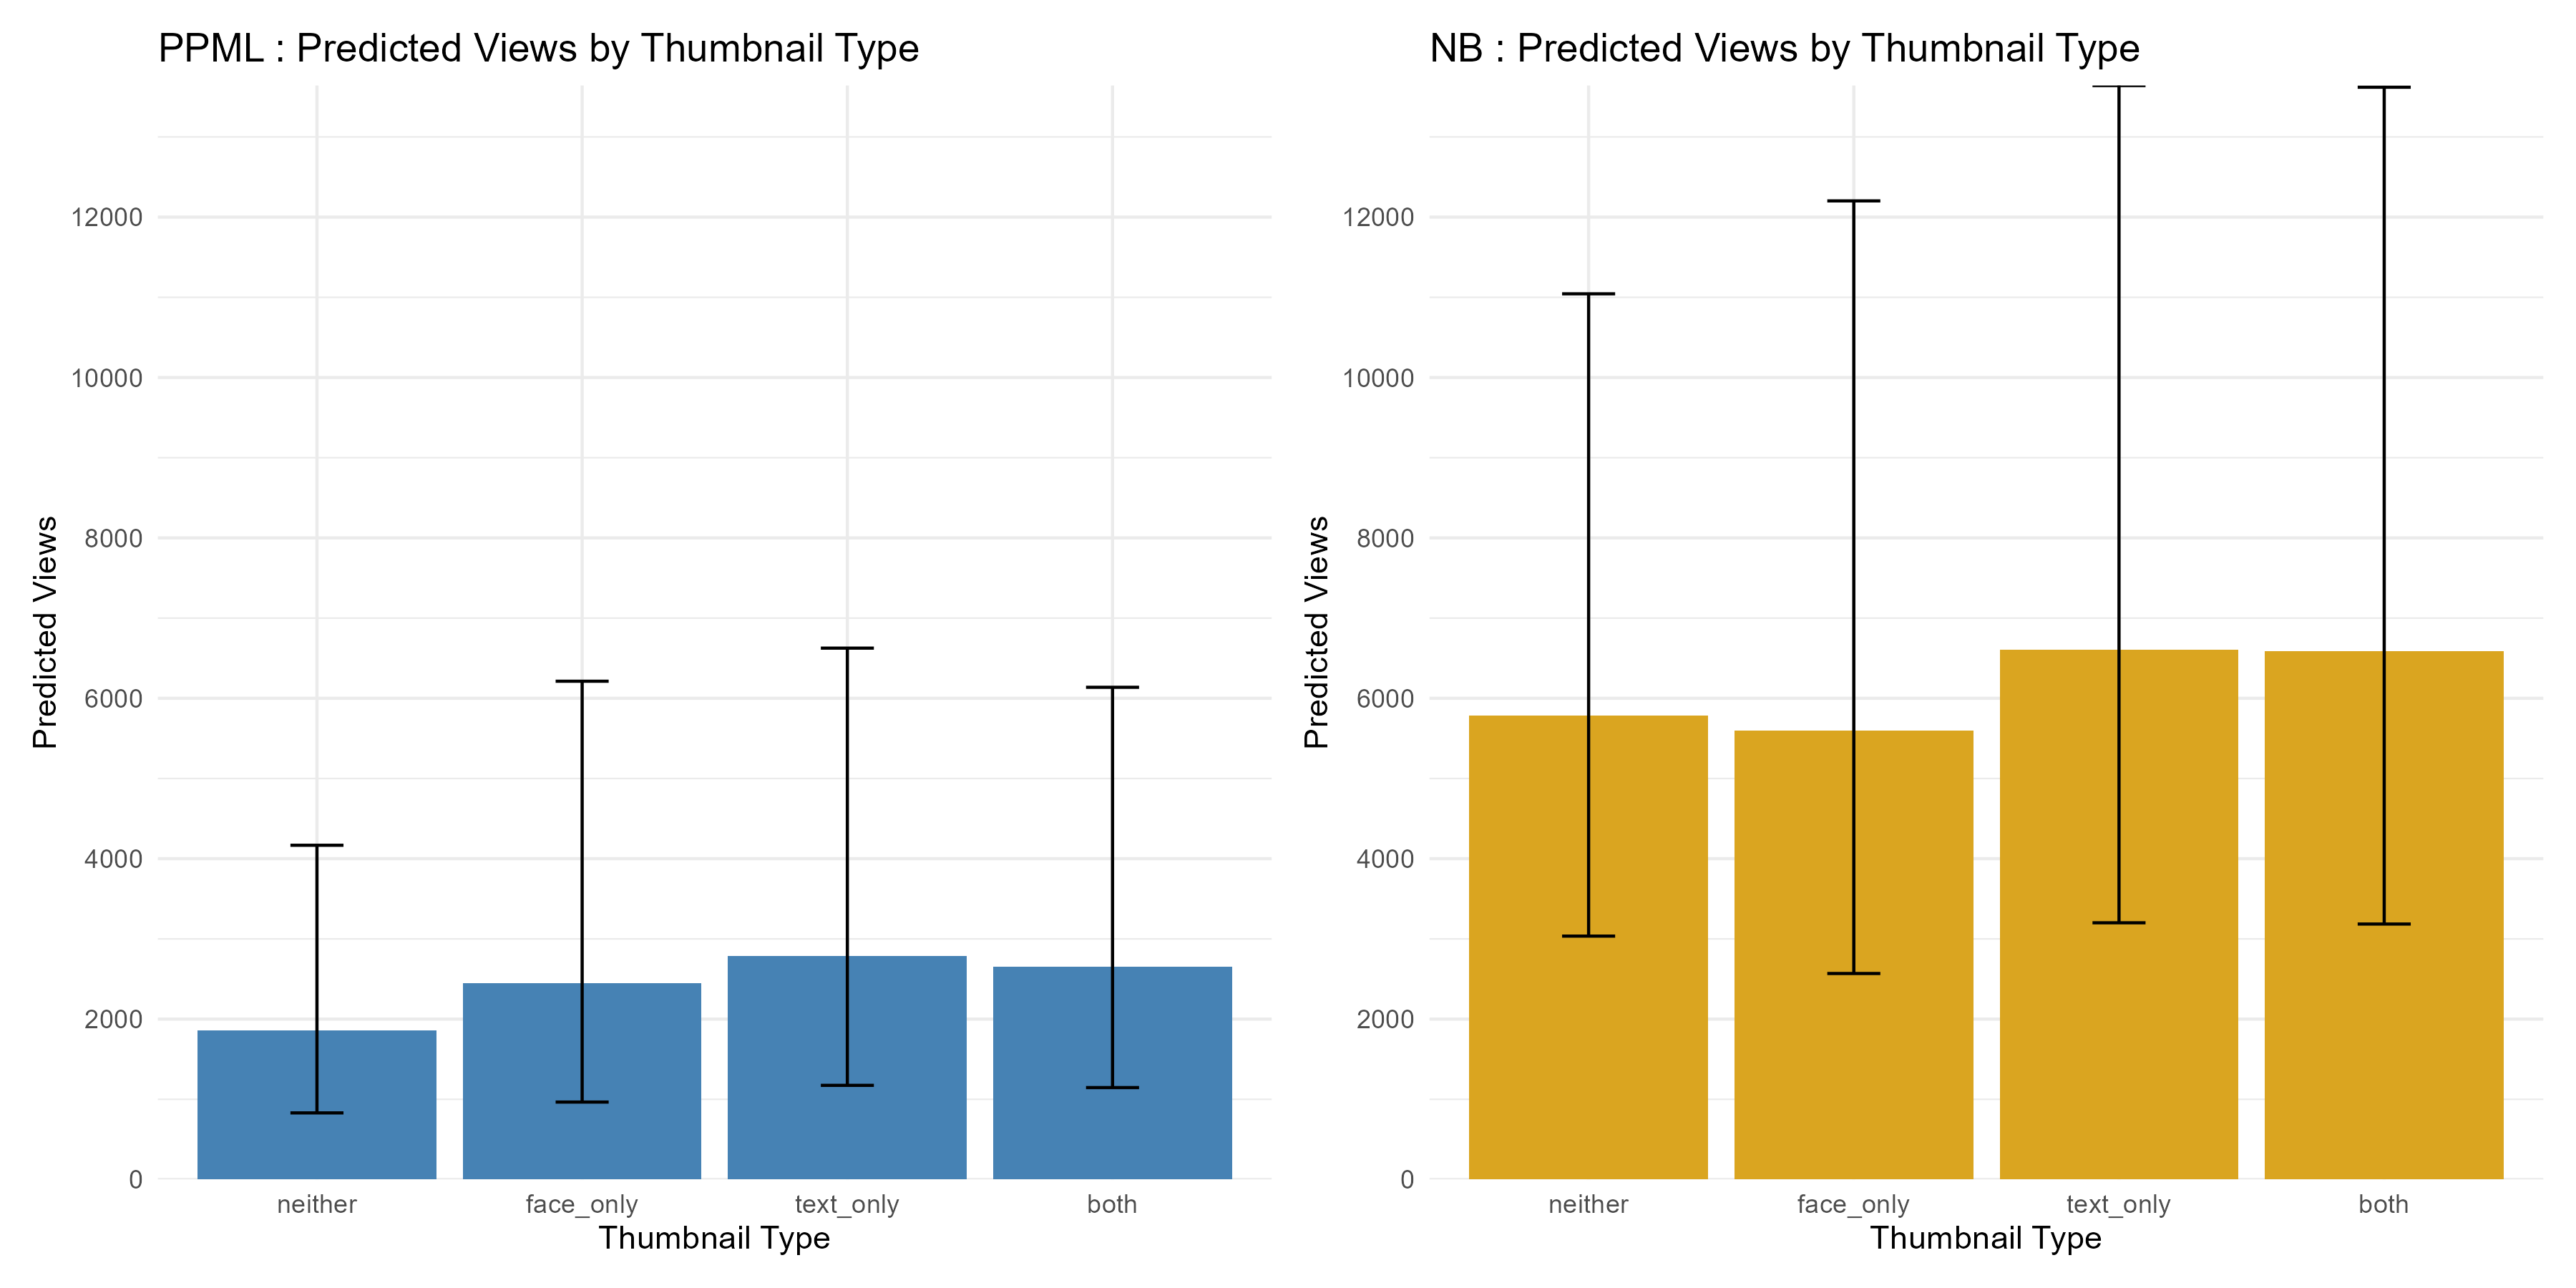 PPML : Predicted Views by Thumbnail Type
Predicted Views
12000
10000
8000
6000
4000
2000
0
neither face_only text_only both
Thumbnail Type
NB : Predicted Views by Thumbnail Type
Predicted Views
12000
10000
8000
6000
4000
2000
0
neither face_only text_only both
Thumbnail Type